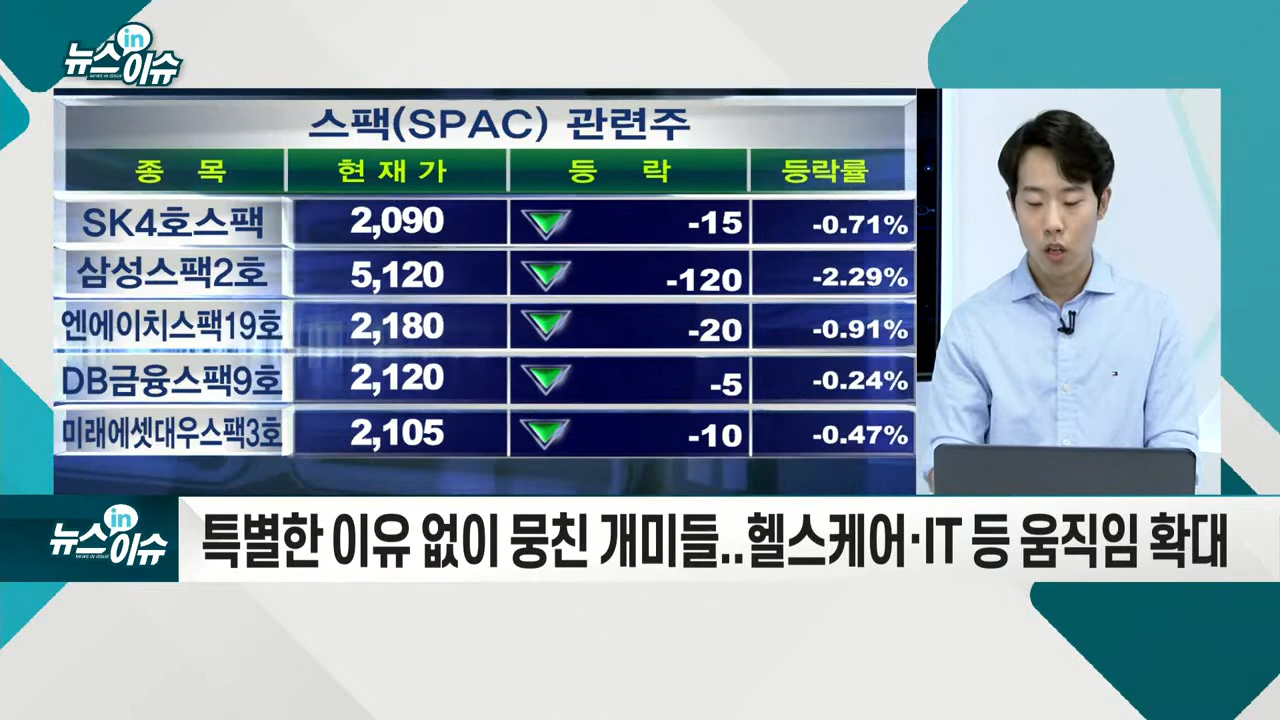 뉴스in이슈
NEWS IN ISSUE
스팩(SPAC) 관련주
종 목 현재가 등 락 등락률
SK4호스팩 2,090 ▼ -15 -0.71%
삼성스팩2호 5,120 ▼ -120 -2.29%
엔에이치스팩19호 2,180 ▼ -20 -0.91%
DB금융스팩9호 2,120 ▼ -5 -0.24%
미래에셋대우스팩3호 2,105 ▼ -10 -0.47%
뉴스in이슈
NEWS IN ISSUE
특별한 이유 없이 뭉친 개미들..헬스케어·IT 등 움직임 확대